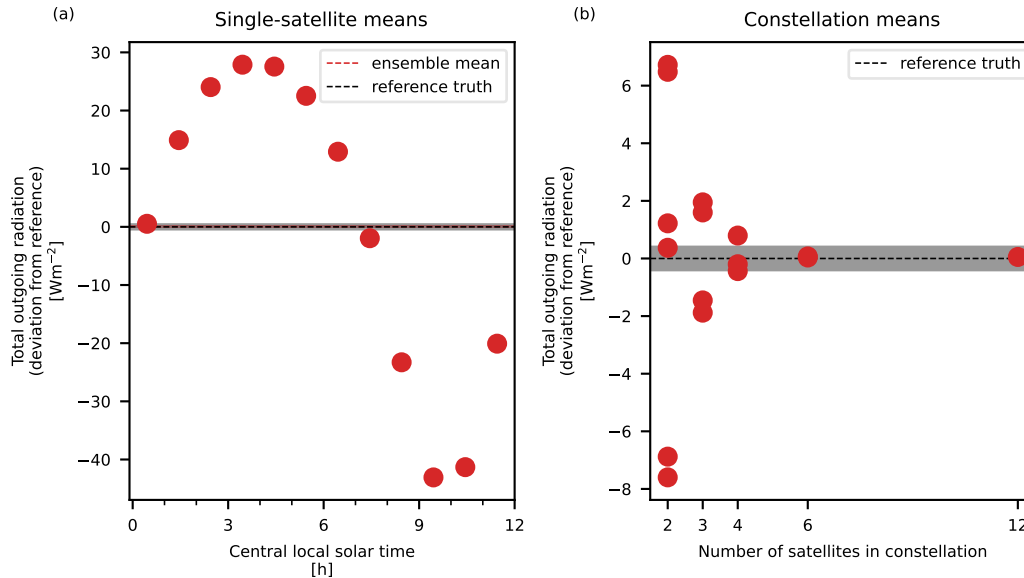 (a)
Single-satellite means
ensemble mean
reference truth
30
20
10
0
−10
−20
−30
−40
Total outgoing radiation
(deviation from reference)
[Wm⁻²]
0 3 6 9 12
Central local solar time
[h]
(b)
Constellation means
reference truth
6
4
2
0
−2
−4
−6
−8
Total outgoing radiation
(deviation from reference)
[Wm⁻²]
2 3 4 6 12
Number of satellites in constellation